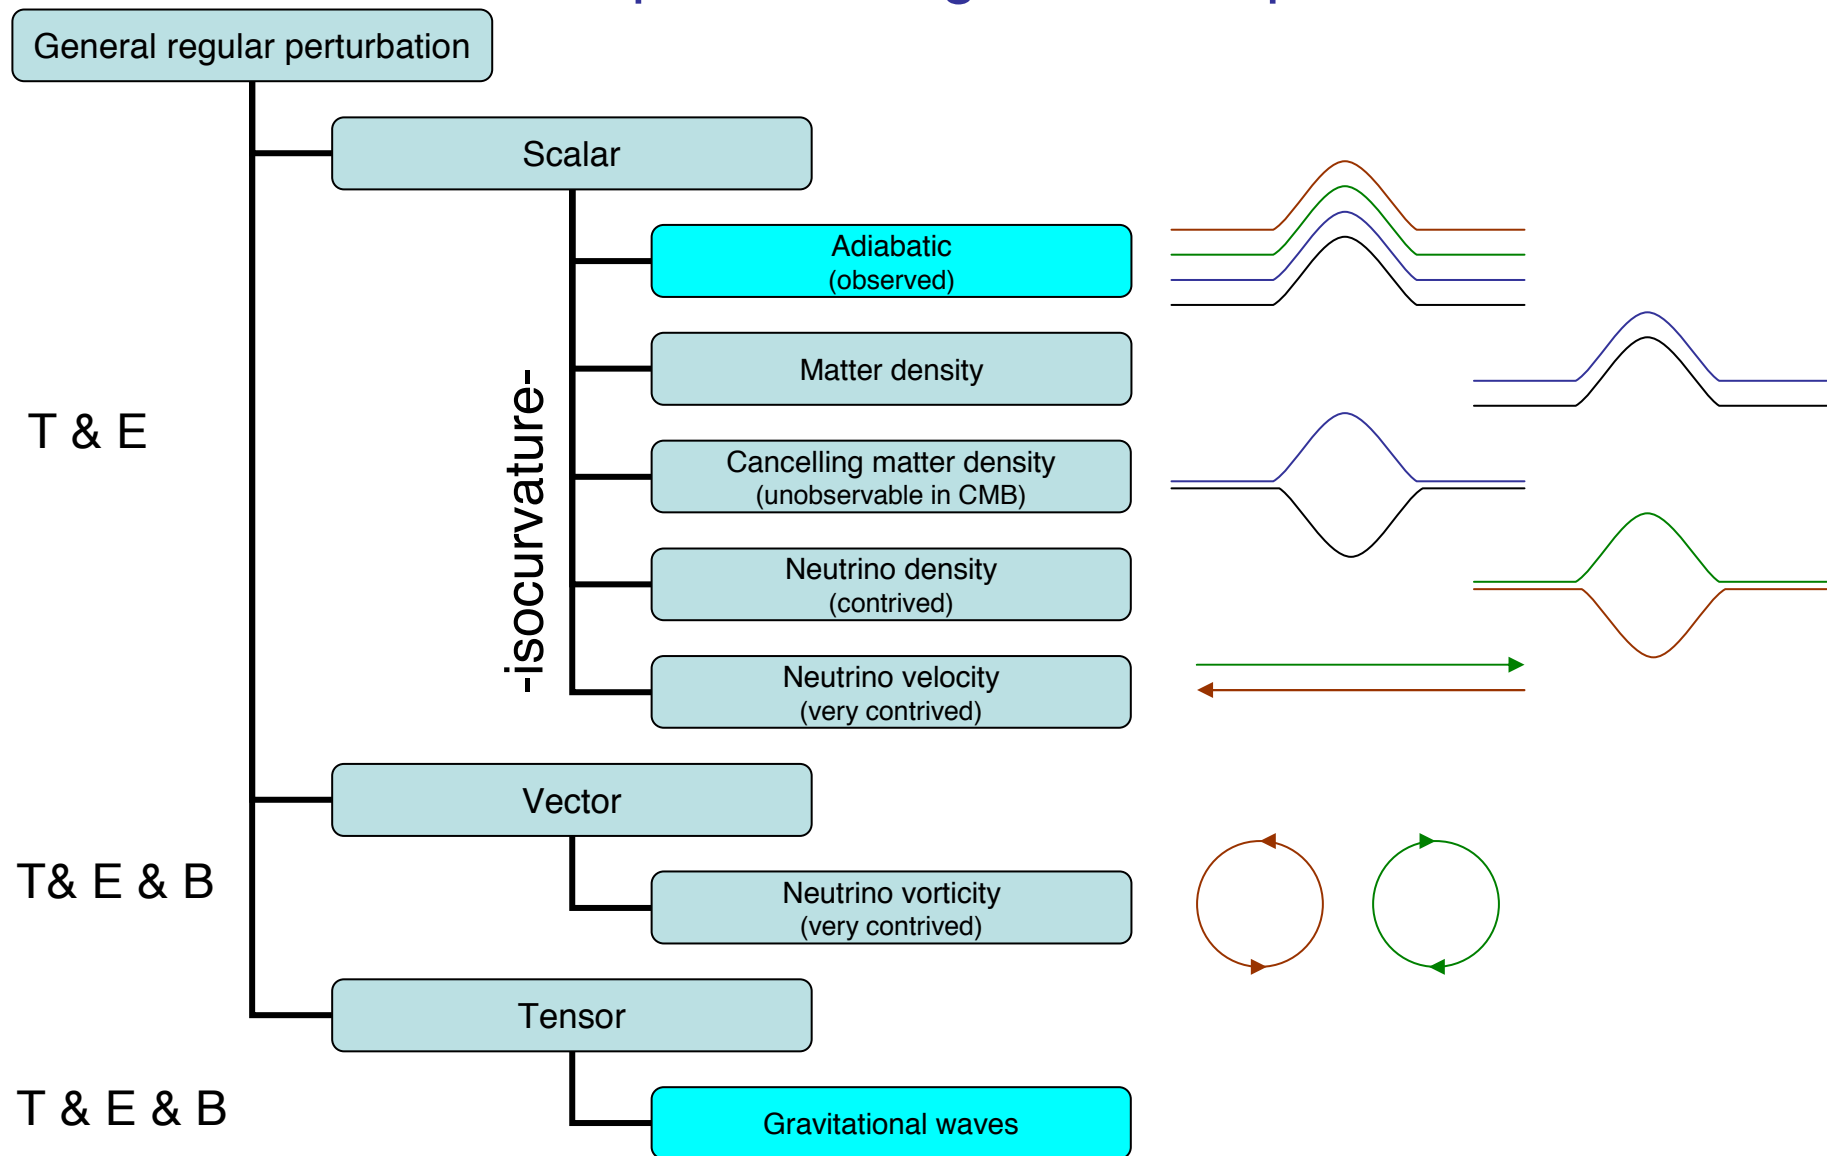 General regular perturbation
Scalar
Adiabatic
(observed)
Matter density
T & E
-isocurvature-
Cancelling matter density
(unobservable in CMB)
Neutrino density
(contrived)
Neutrino velocity
(very contrived)
Vector
T& E & B
Neutrino vorticity
(very contrived)
Tensor
T & E & B
Gravitational waves